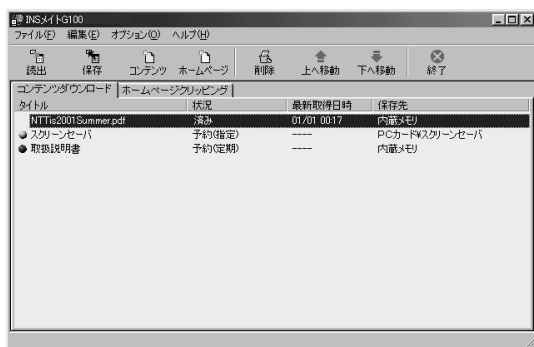 INSメイトG100
ファイル(F) 編集(E) オプション(O) ヘルプ(H)
読出 保存 コンテンツ ホームページ 削除 上へ移動 下へ移動 終了
コンテンツダウンロード ホームページクリッピング
タイトル 状況 最新取得日時 保存先
NTTis2001Summer.pdf 済み 01/01 00:17 内蔵メモリ
スクリーンセーバ 予約(指定) ---- PCカード¥スクリーンセーバ
取扱説明書 予約(定期) ---- 内蔵メモリ